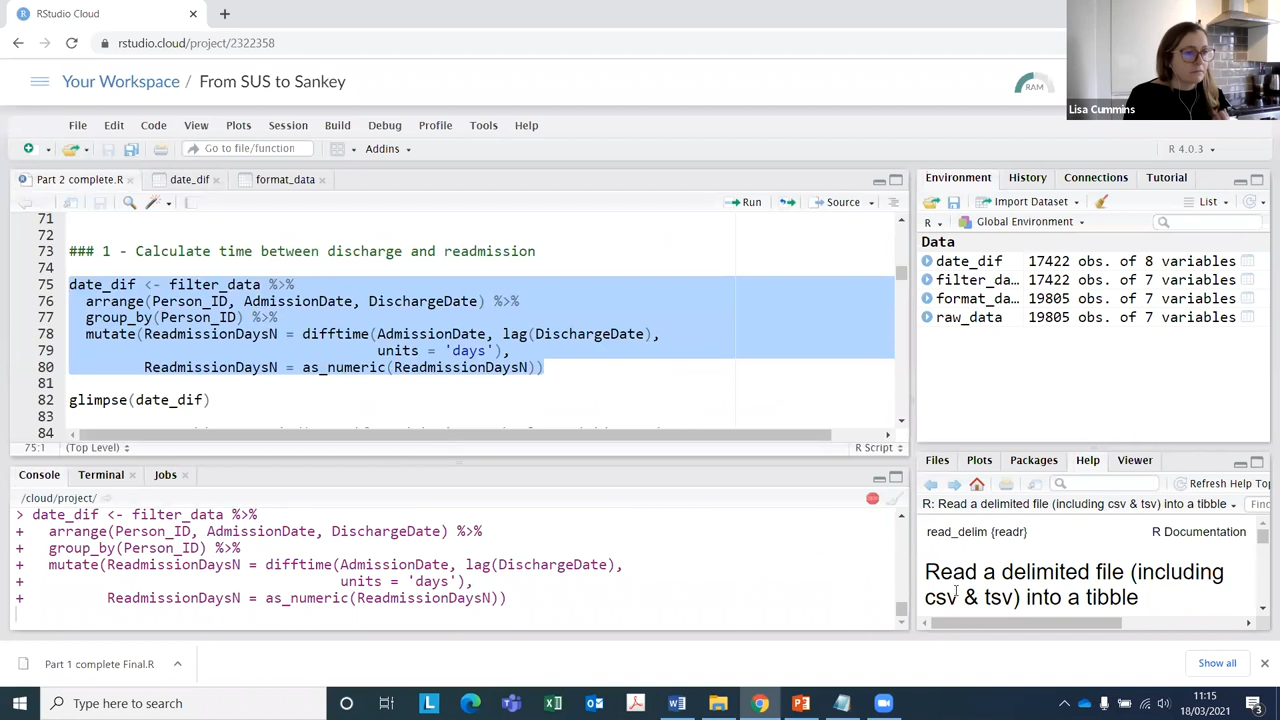 RStudio Cloud
rstudio.cloud/project/2322358
Your Workspace / From SUS to Sankey
RAM
Lisa Cummins
File Edit Code View Plots Session Build Debug Profile Tools Help
Go to file/function
Addins
R 4.0.3
Part 2 complete.R
date_dif
format_data
Run
Source
71
72
73 ### 1 - Calculate time between discharge and readmission
74
75 date_dif <- filter_data %>%
76 arrange(Person_ID, AdmissionDate, DischargeDate) %>%
77 group_by(Person_ID) %>%
78 mutate(ReadmissionDaysN = difftime(AdmissionDate, lag(DischargeDate),
79 units = 'days'),
80 ReadmissionDaysN = as_numeric(ReadmissionDaysN))
81
82 glimpse(date_dif)
83
84
75:1 (Top Level) R Script
Console Terminal Jobs
/cloud/project/
> date_dif <- filter_data %>%
+ arrange(Person_ID, AdmissionDate, DischargeDate) %>%
+ group_by(Person_ID) %>%
+ mutate(ReadmissionDaysN = difftime(AdmissionDate, lag(DischargeDate),
+ units = 'days'),
+ ReadmissionDaysN = as_numeric(ReadmissionDaysN))
Environment History Connections Tutorial
Import Dataset List
R Global Environment
Data
date_dif 17422 obs. of 8 variables
filter_da… 17422 obs. of 7 variables
format_da… 19805 obs. of 7 variables
raw_data 19805 obs. of 7 variables
Files Plots Packages Help Viewer
Refresh Help Top
R: Read a delimited file (including csv & tsv) into a tibble Find
read_delim {readr} R Documentation
Read a delimited file (including
csv & tsv) into a tibble
Part 1 complete Final.R
Show all
Type here to search
11:15
18/03/2021
3